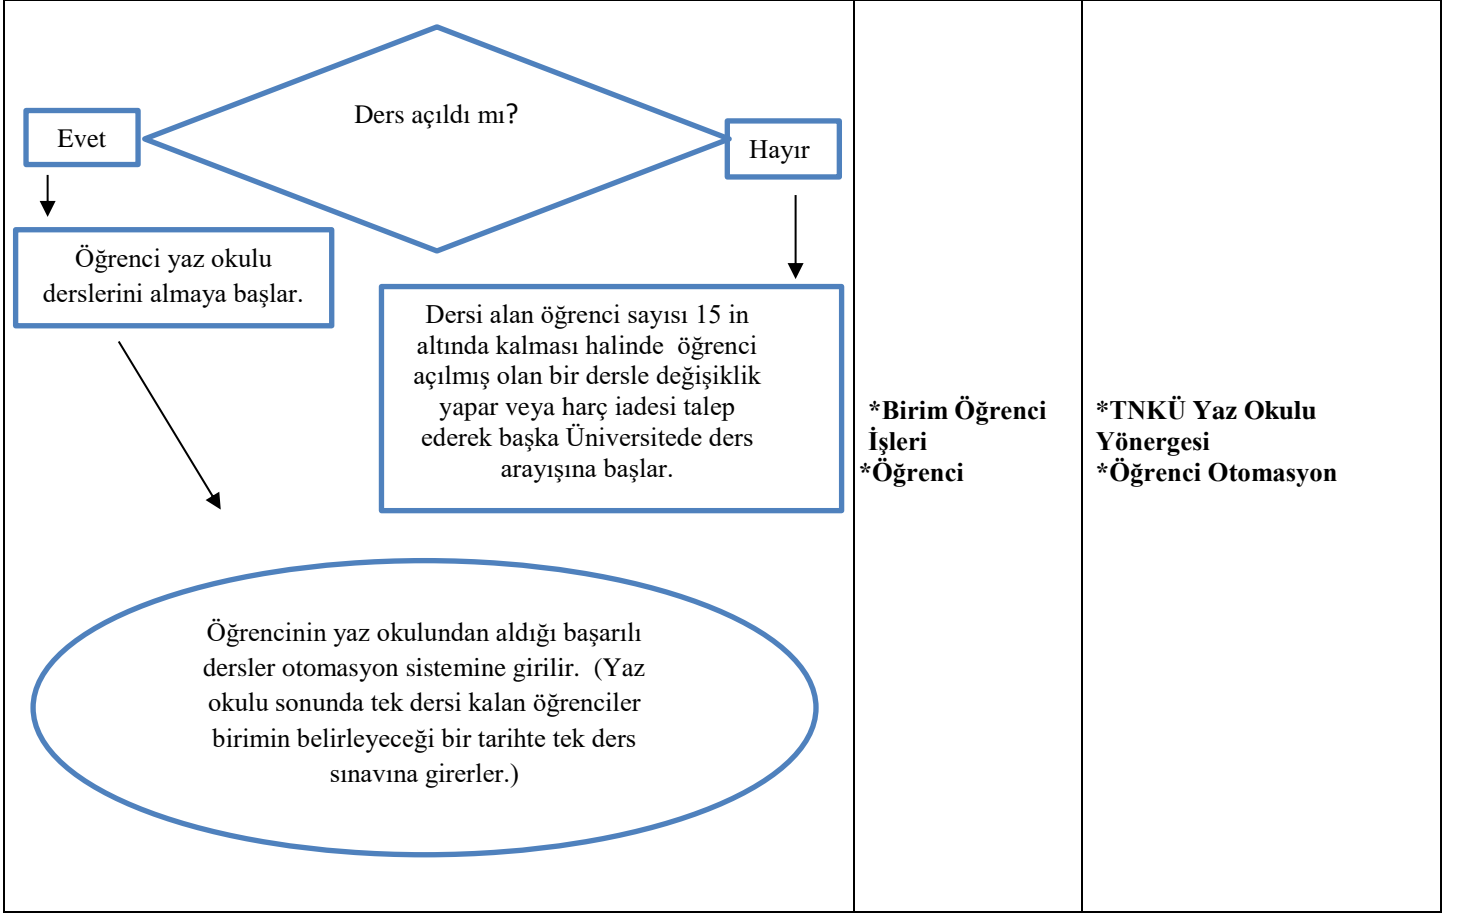 Ders açıldı mı?
Evet
Hayır
Öğrenci yaz okulu
derslerini almaya başlar.
Dersi alan öğrenci sayısı 15 in
altında kalması halinde  öğrenci
açılmış olan bir dersle değişiklik
yapar veya harç iadesi talep
ederek başka Üniversitede ders
arayışına başlar.
Öğrencinin yaz okulundan aldığı başarılı
dersler otomasyon sistemine girilir.  (Yaz
okulu sonunda tek dersi kalan öğrenciler
birimin belirleyeceği bir tarihte tek ders
sınavına girerler.)
*Birim Öğrenci
İşleri
*Öğrenci
*TNKÜ Yaz Okulu
Yönergesi
*Öğrenci Otomasyon